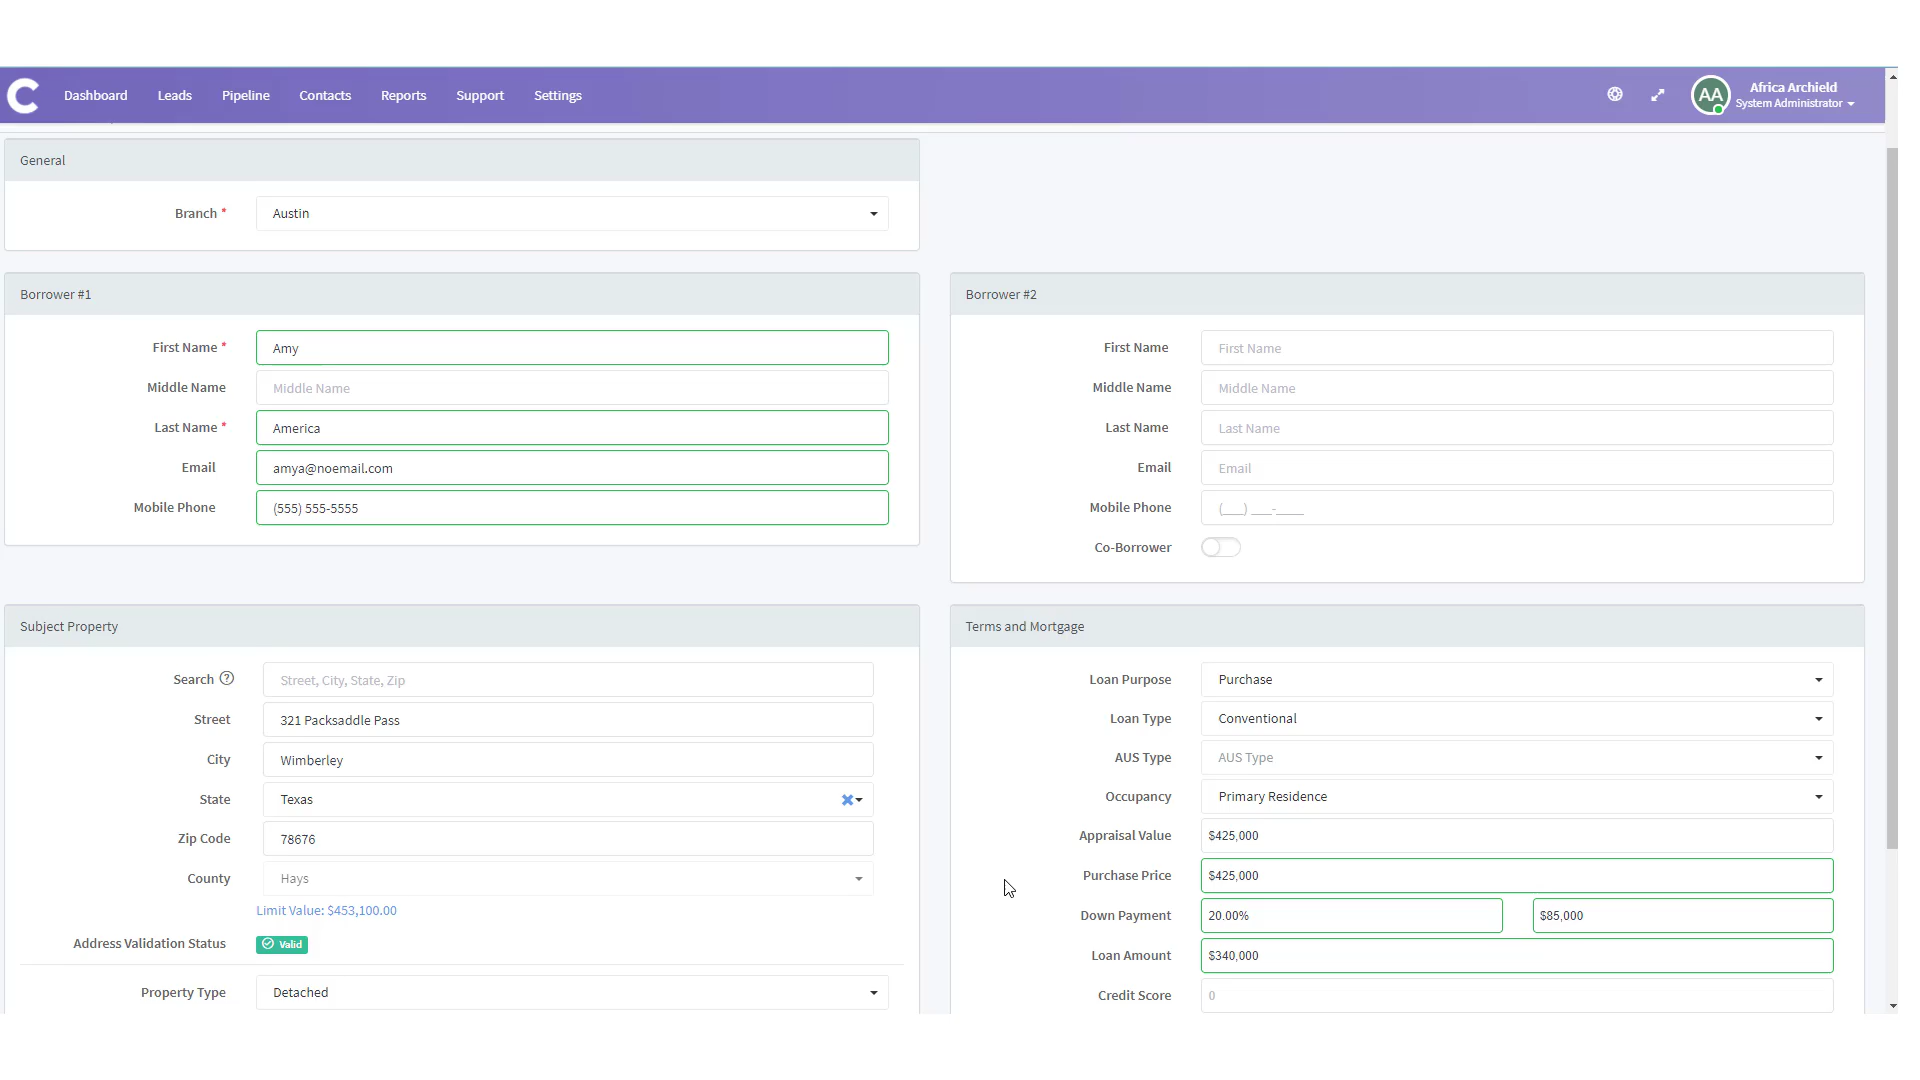 C
Dashboard
Leads
Pipeline
Contacts
Reports
Support
Settings
AA
Africa Archield
System Administrator
General
Branch *
Austin
Borrower #1
First Name *
Amy
Middle Name
Middle Name
Last Name *
America
Email
amya@noemail.com
Mobile Phone
(555) 555-5555
Borrower #2
First Name
First Name
Middle Name
Middle Name
Last Name
Last Name
Email
Email
Mobile Phone
(___) ___-____
Co-Borrower
Subject Property
Search ?
Street, City, State, Zip
Street
321 Packsaddle Pass
City
Wimberley
State
Texas
Zip Code
78676
County
Hays
Limit Value: $453,100.00
Address Validation Status
Valid
Property Type
Detached
Terms and Mortgage
Loan Purpose
Purchase
Loan Type
Conventional
AUS Type
AUS Type
Occupancy
Primary Residence
Appraisal Value
$425,000
Purchase Price
$425,000
Down Payment
20.00%
$85,000
Loan Amount
$340,000
Credit Score
0